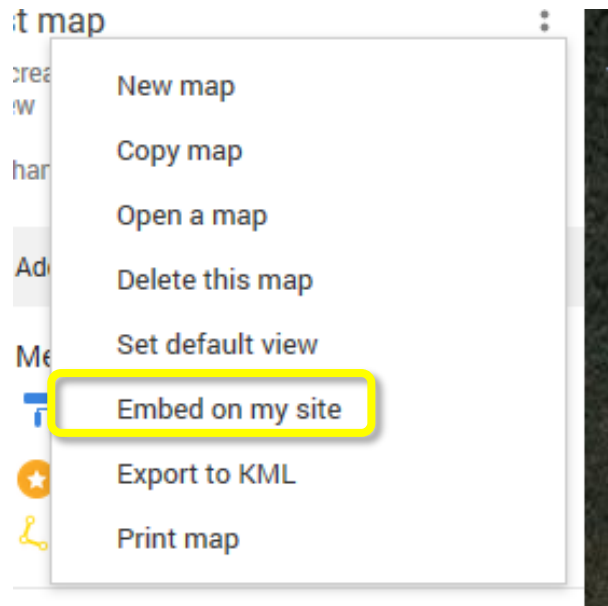 st map
New map
Copy map
Open a map
Delete this map
Set default view
Embed on my site
Export to KML
Print map